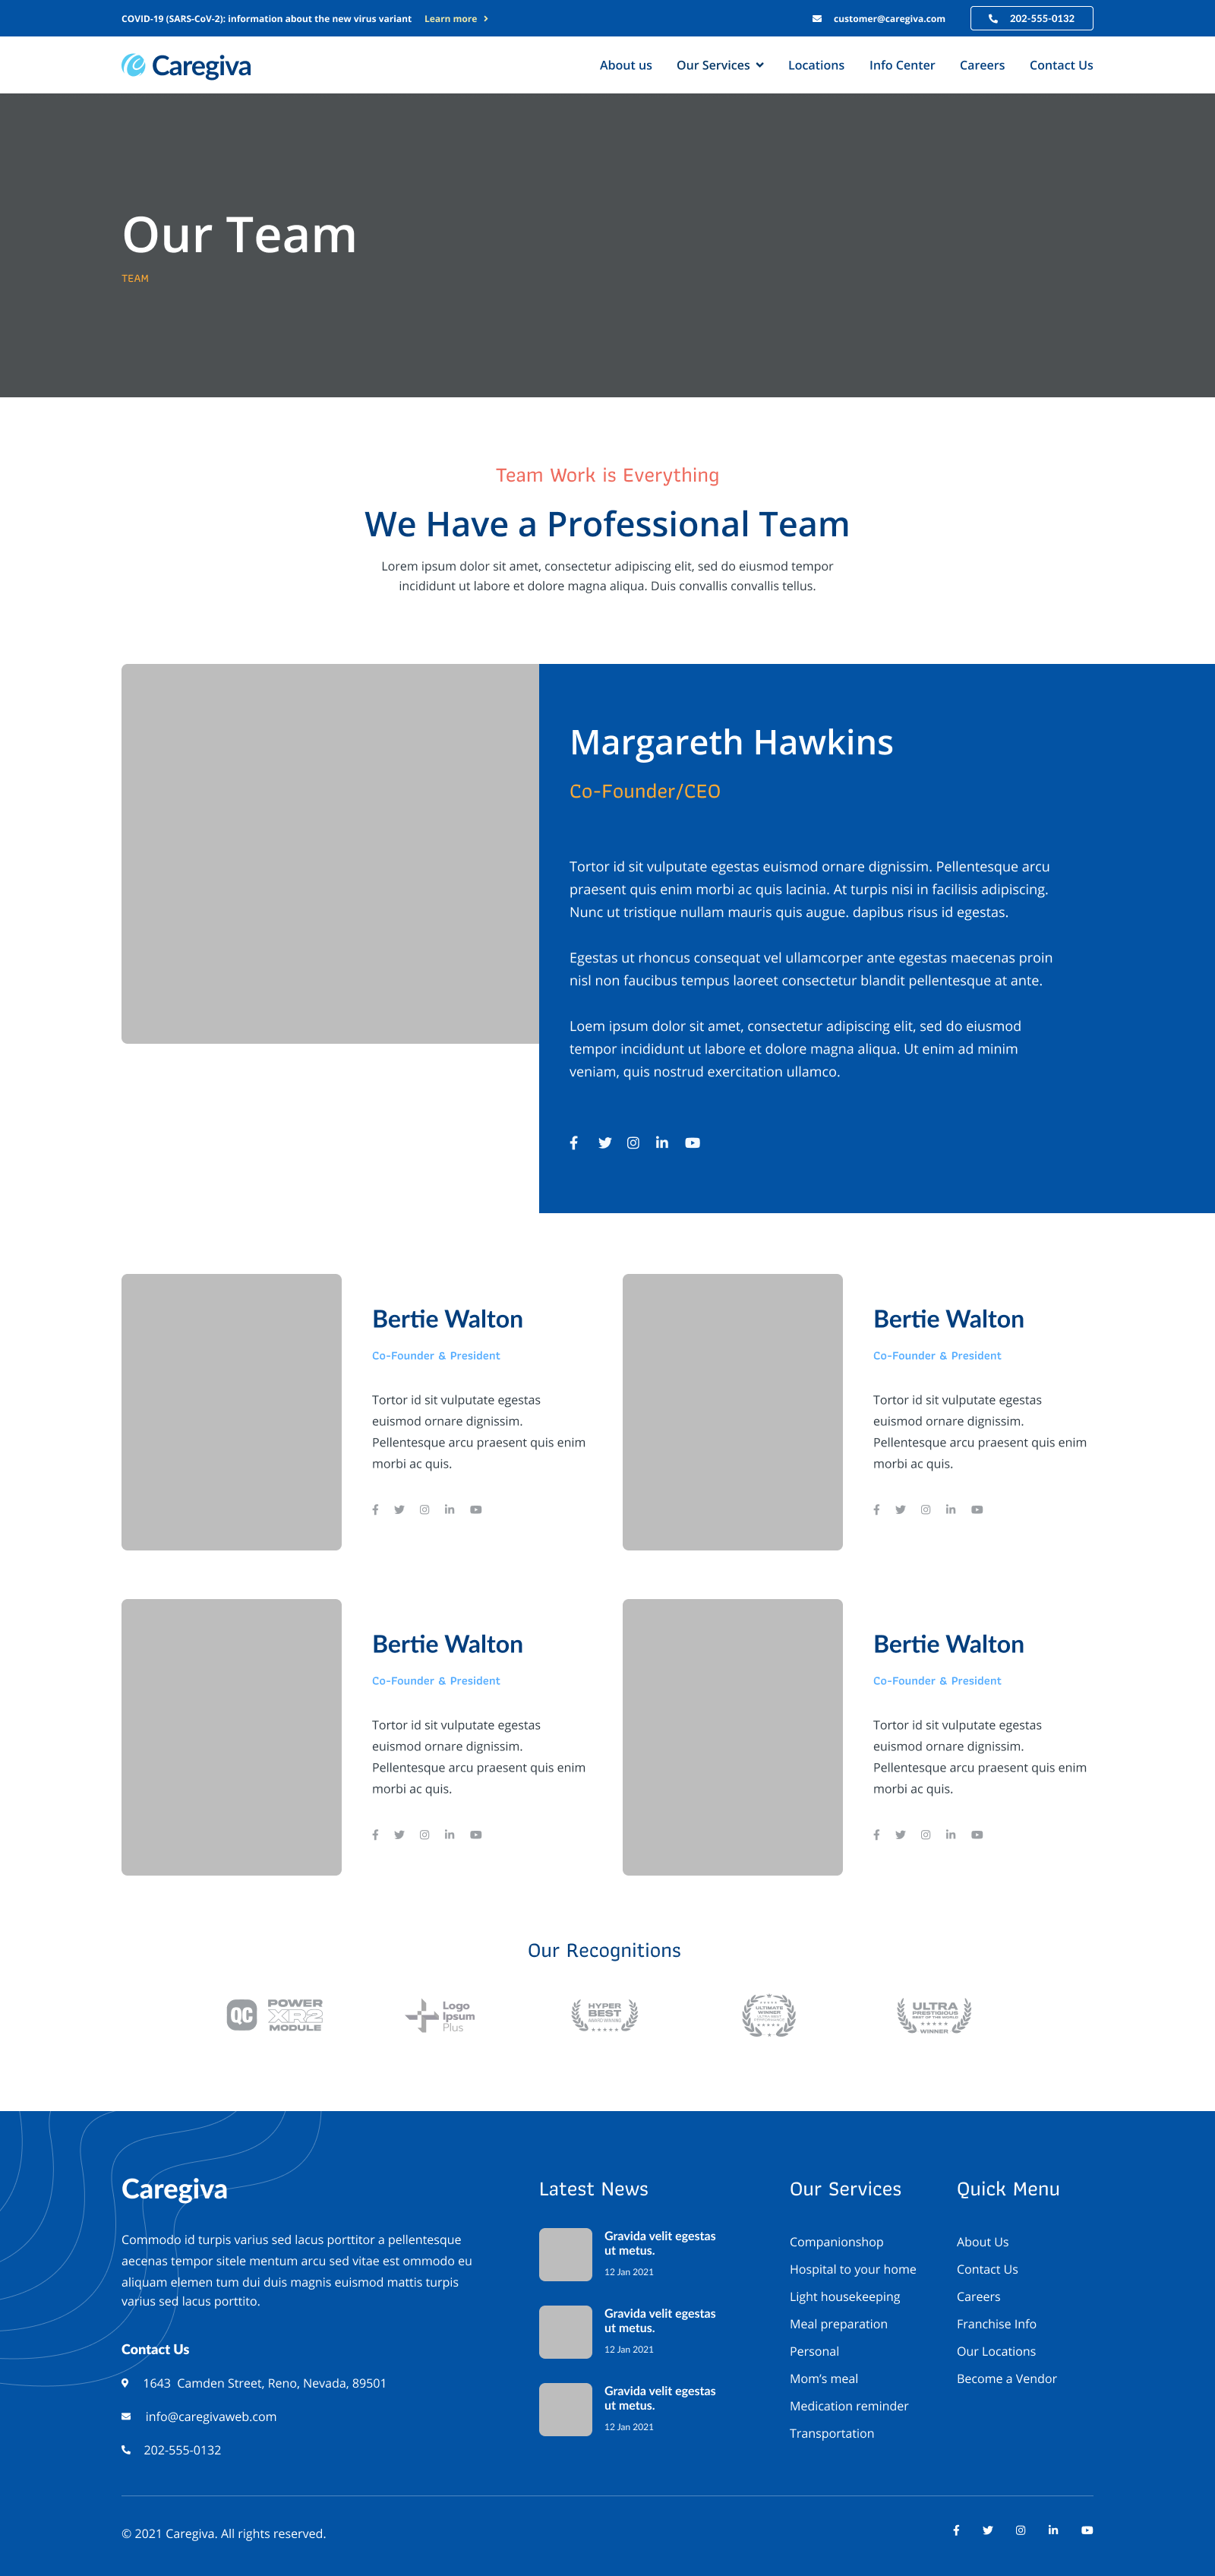 COVID-19 (SARS-CoV-2): information about the new virus variant Learn more
customer@caregiva.com
202-555-0132
Caregiva
About us Our Services Locations Info Center Careers Contact Us
Our Team
TEAM
Team Work is Everything
We Have a Professional Team
Lorem ipsum dolor sit amet, consectetur adipiscing elit, sed do eiusmod tempor
incididunt ut labore et dolore magna aliqua. Duis convallis convallis tellus.
Margareth Hawkins
Co-Founder/CEO
Tortor id sit vulputate egestas euismod ornare dignissim. Pellentesque arcu
praesent quis enim morbi ac quis lacinia. At turpis nisi in facilisis adipiscing.
Nunc ut tristique nullam mauris quis augue. dapibus risus id egestas.
Egestas ut rhoncus consequat vel ullamcorper ante egestas maecenas proin
nisl non faucibus tempus laoreet consectetur blandit pellentesque at ante.
Loem ipsum dolor sit amet, consectetur adipiscing elit, sed do eiusmod
tempor incididunt ut labore et dolore magna aliqua. Ut enim ad minim
veniam, quis nostrud exercitation ullamco.
Bertie Walton
Co-Founder & President
Tortor id sit vulputate egestas
euismod ornare dignissim.
Pellentesque arcu praesent quis enim
morbi ac quis.
Bertie Walton
Co-Founder & President
Tortor id sit vulputate egestas
euismod ornare dignissim.
Pellentesque arcu praesent quis enim
morbi ac quis.
Bertie Walton
Co-Founder & President
Tortor id sit vulputate egestas
euismod ornare dignissim.
Pellentesque arcu praesent quis enim
morbi ac quis.
Bertie Walton
Co-Founder & President
Tortor id sit vulputate egestas
euismod ornare dignissim.
Pellentesque arcu praesent quis enim
morbi ac quis.
Our Recognitions
QC
POWER
XR2
MODULE
Logo
Ipsum
Plus
HYPER
BEST
AWARD WINNING
ULTIMATE
WINNER
ULTRA
PRESTIGIOUS
BEST OF THE WORLD
WINNER
Caregiva
Commodo id turpis varius sed lacus porttitor a pellentesque
aecenas tempor sitele mentum arcu sed vitae est ommodo eu
aliquam elemen tum dui duis magnis euismod mattis turpis
varius sed lacus porttito.
Contact Us
1643  Camden Street, Reno, Nevada, 89501
info@caregivaweb.com
202-555-0132
Latest News
Gravida velit egestas
ut metus.
12 Jan 2021
Gravida velit egestas
ut metus.
12 Jan 2021
Gravida velit egestas
ut metus.
12 Jan 2021
Our Services
Companionshop
Hospital to your home
Light housekeeping
Meal preparation
Personal
Mom’s meal
Medication reminder
Transportation
Quick Menu
About Us
Contact Us
Careers
Franchise Info
Our Locations
Become a Vendor
© 2021 Caregiva. All rights reserved.